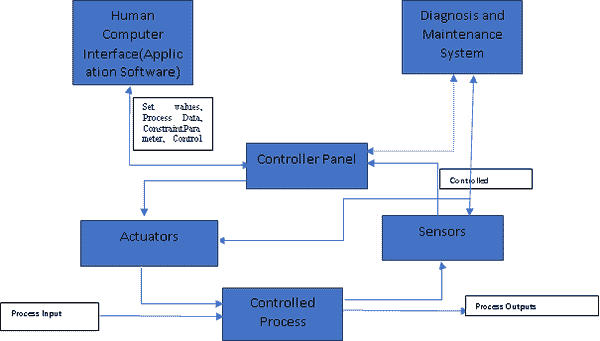 Human
Computer
Interface(Applic
ation Software)
Diagnosis and
Maintenance
System
Set values,
Process Data,
ConstraintPara
meter, Control
Controller Panel
Controlled
Actuators
Sensors
Controlled
Process
Process Input
Process Outputs